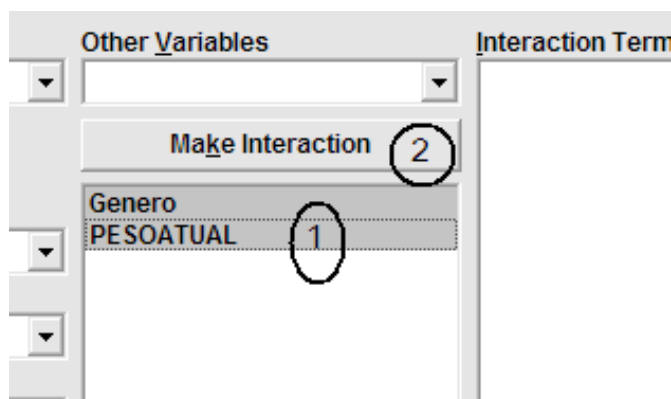 Other Variables
Interaction Term
Make Interaction
2
Genero
PESOATUAL
1